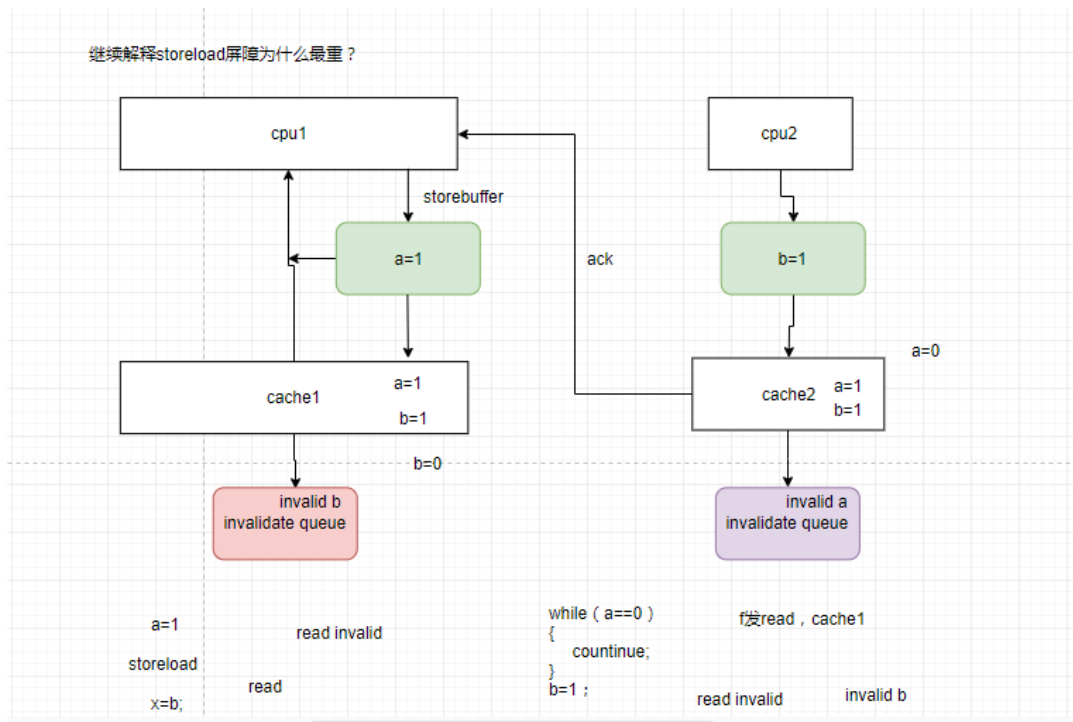 继续解释storeload屏障为什么最重？
cpu1
cpu2
storebuffer
a=1
ack
b=1
a=0
cache1
a=1
b=1
cache2
a=1
b=1
b=0
invalid b
invalidate queue
invalid a
invalidate queue
a=1
storeload
x=b;
read invalid
read
while（a==0）
{
countinue;
}
b=1；
f发read，cache1
read invalid
invalid b